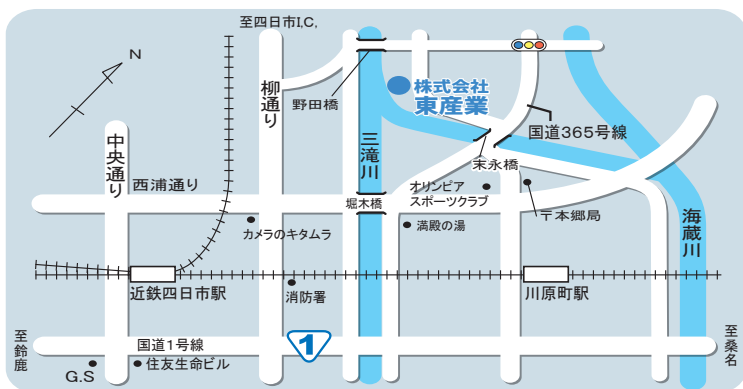 至四日市I,C,
N
柳通り
野田橋
株式会社
東産業
国道365号線
中央通り
三滝川
末永橋
西浦通り
オリンピア
スポーツクラブ
堀木橋
〒本郷局
海蔵川
カメラのキタムラ
満殿の湯
近鉄四日市駅
消防署
川原町駅
至鈴鹿
国道1号線
1
至桑名
G.S
住友生命ビル